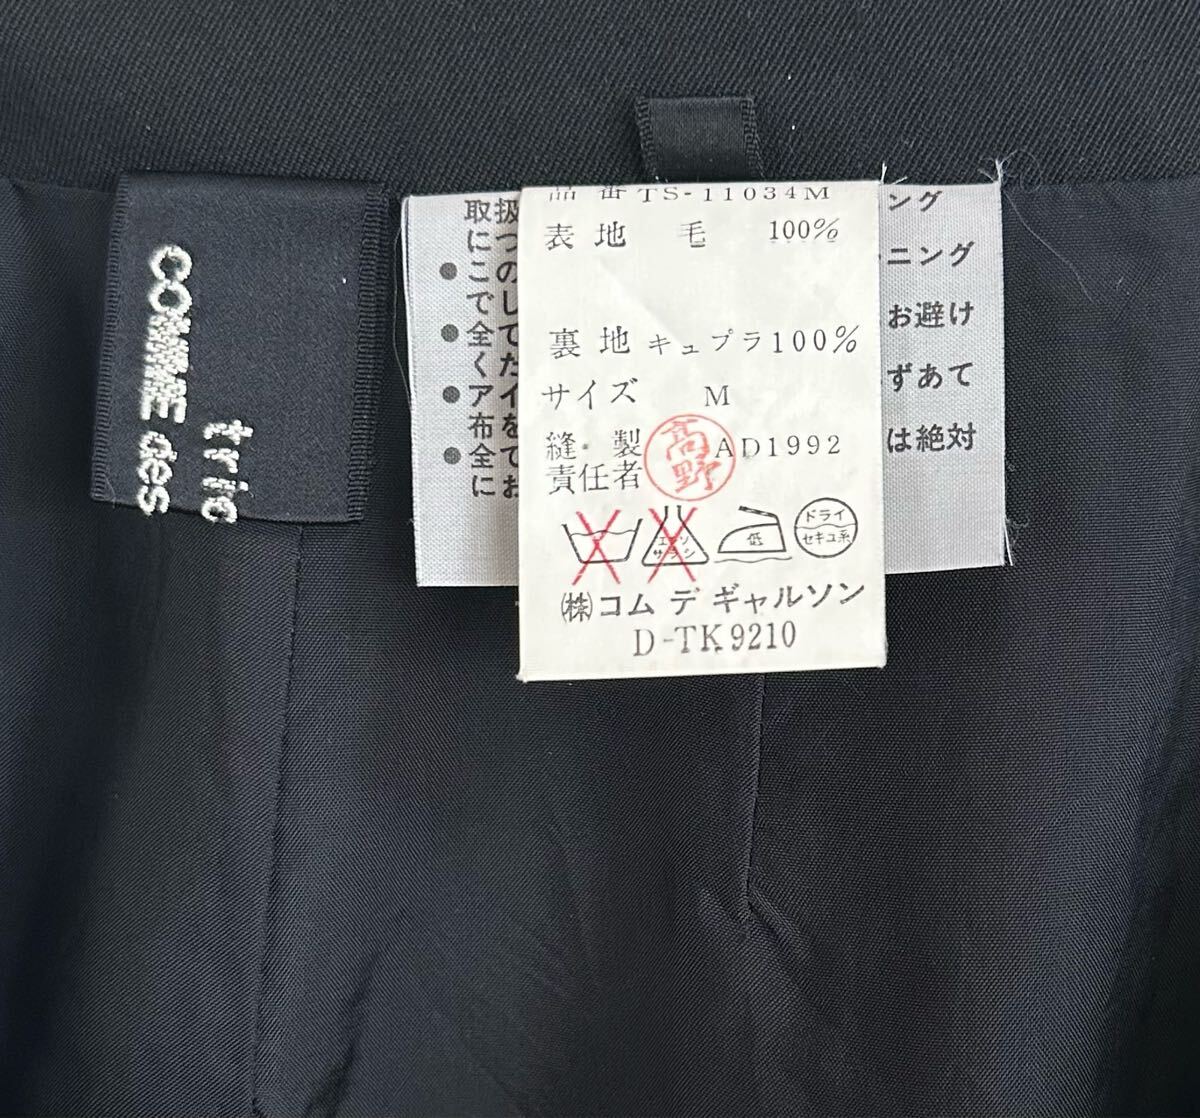 COMME des
tric
取扱
につ
●この
でし
●全て
くた
●アイ
布を
●全て
にお
品番 TS-11034M
表地 毛 100%
裏地 キュプラ100%
サイズ M
縫・製 AD1992
責任者
高野
エンソ
サラシ
低
ドライ
セキユ系
㈱コム デ ギャルソン
D-TK9210
ング
ニング
お避け
ずあて
は絶対